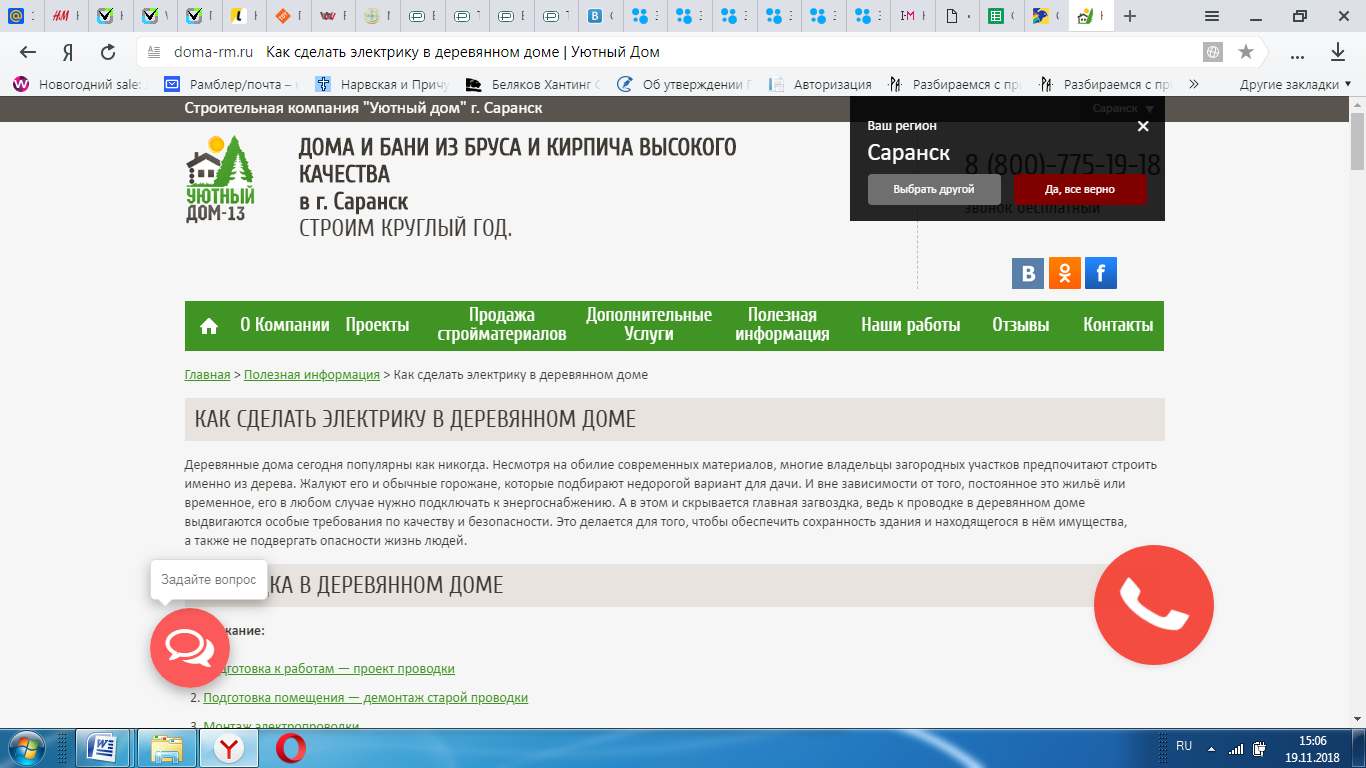 doma-rm.ru Как сделать электрику в деревянном доме | Уютный Дом
Новогодний sale: Рамблер/почта – Нарвская и Причу Беляков Хантинг С Об утверждении Авторизация Разбираемся с пр Разбираемся с пр » Другие закладки
Строительная компания "Уютный дом" г. Саранск
Саранск
Ваш регион
Саранск
8 (800)-775-19-18
Выбрать другой
Да, все верно
звонок бесплатный
УЮТНЫЙ
ДОМ-13
ДОМА И БАНИ ИЗ БРУСА И КИРПИЧА ВЫСОКОГО
КАЧЕСТВА
в г. Саранск
СТРОИМ КРУГЛЫЙ ГОД.
О Компании
Проекты
Продажа
стройматериалов
Дополнительные
Услуги
Полезная
информация
Наши работы
Отзывы
Контакты
Главная > Полезная информация > Как сделать электрику в деревянном доме
КАК СДЕЛАТЬ ЭЛЕКТРИКУ В ДЕРЕВЯННОМ ДОМЕ
Деревянные дома сегодня популярны как никогда. Несмотря на обилие современных материалов, многие владельцы загородных участков предпочитают строить
именно из дерева. Жалуют его и обычные горожане, которые подбирают недорогой вариант для дачи. И вне зависимости от того, постоянное это жильё или
временное, его в любом случае нужно подключать к энергоснабжению. А в этом и скрывается главная загвоздка, ведь к проводке в деревянном доме
выдвигаются особые требования по качеству и безопасности. Это делается для того, чтобы обеспечить сохранность здания и находящегося в нём имущества,
а также не подвергать опасности жизнь людей.
Задайте вопрос
КА В ДЕРЕВЯННОМ ДОМЕ
жание:
дготовка к работам — проект проводки
2. Подготовка помещения — демонтаж старой проводки
3. Монтаж электропроводки
RU
15:06
19.11.2018